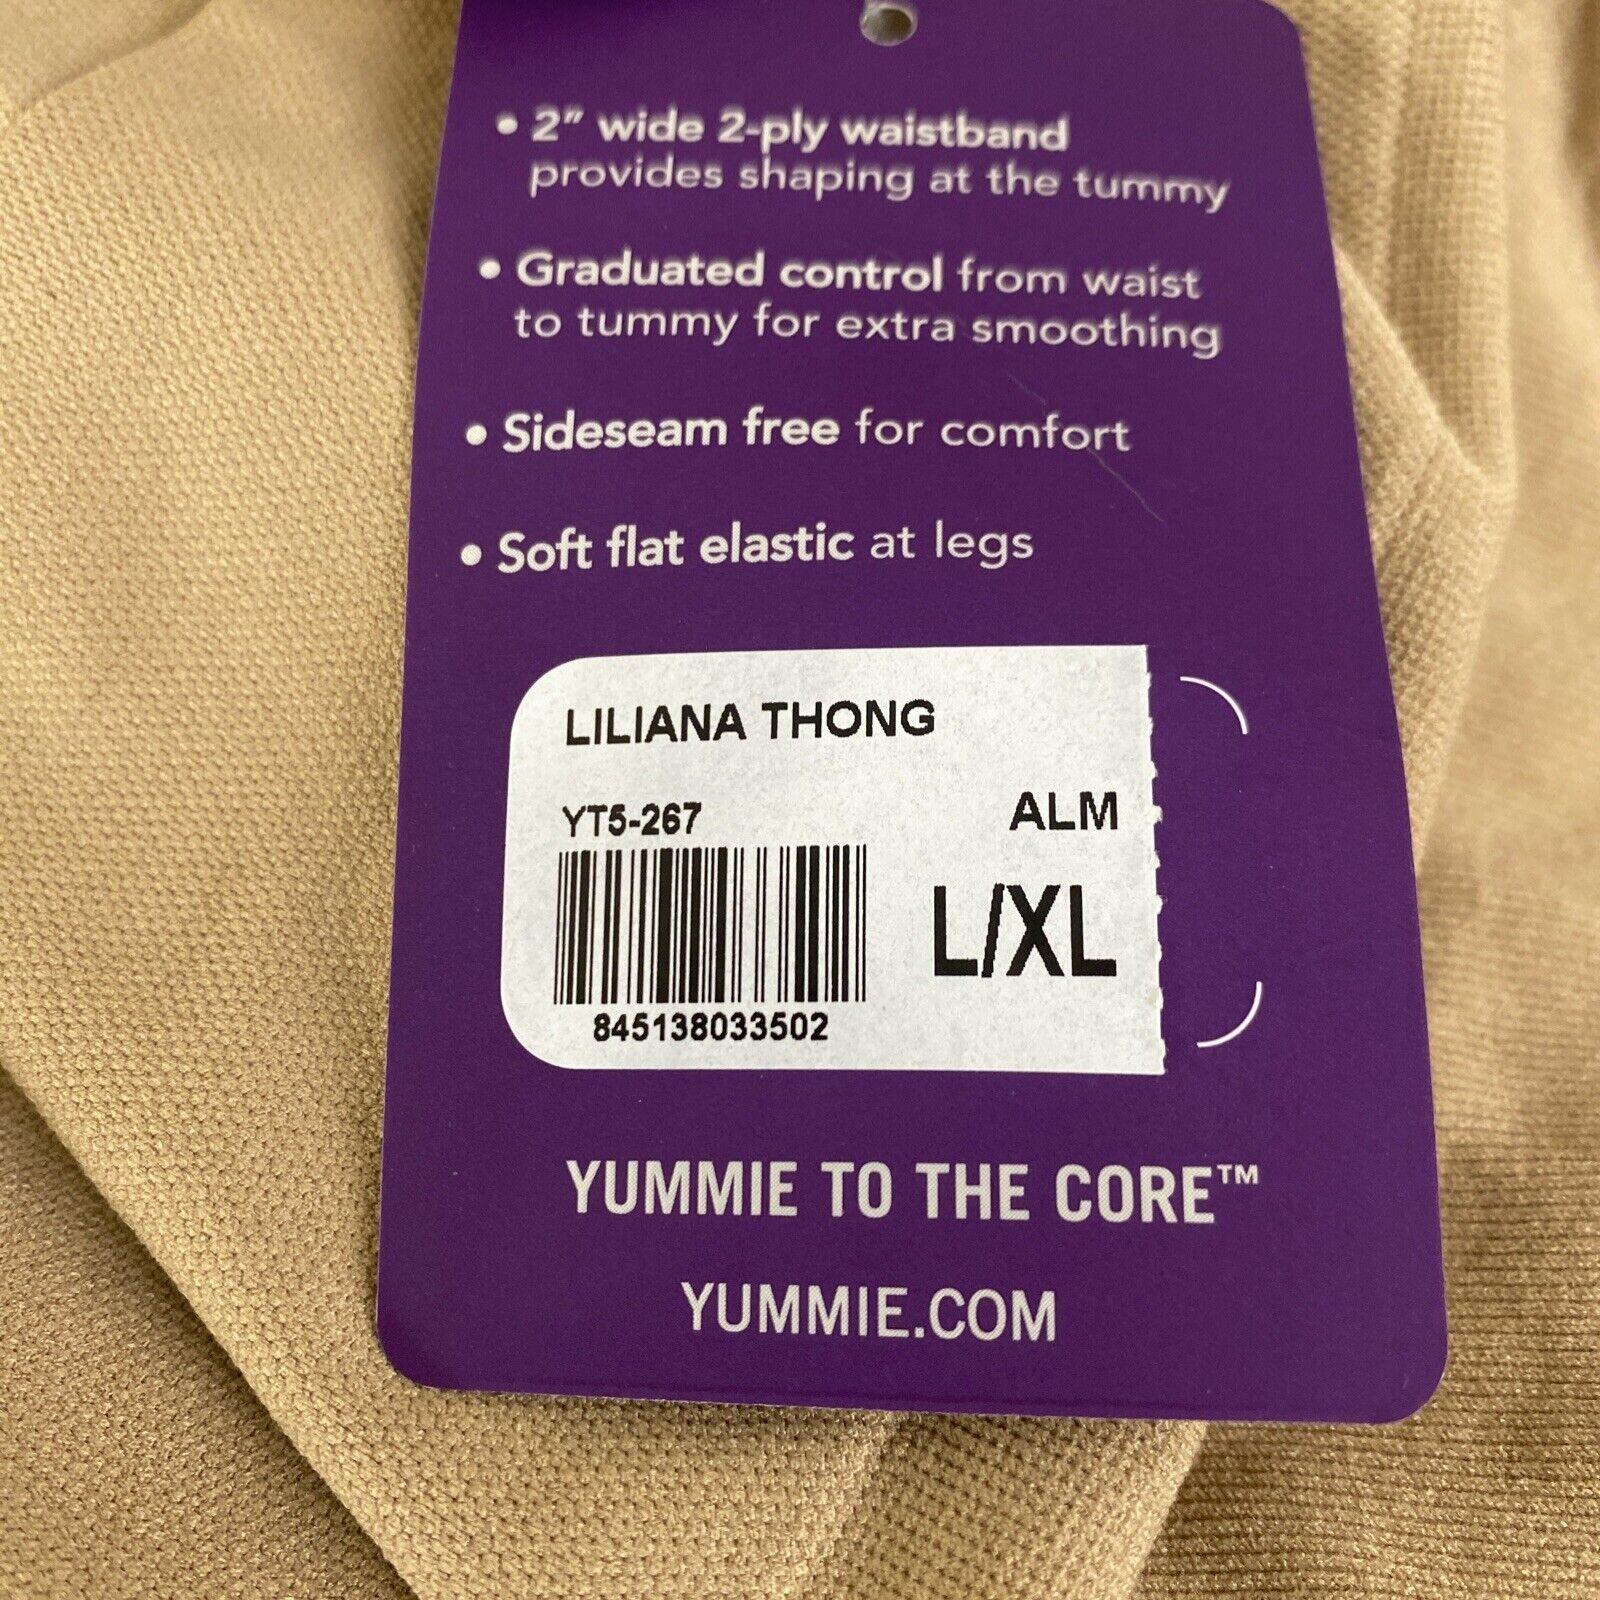 • 2” wide 2-ply waistband
provides shaping at the tummy
• Graduated control from waist
to tummy for extra smoothing
• Sideseam free for comfort
• Soft flat elastic at legs
LILIANA THONG
YT5-267 ALM
L/XL
845138033502
YUMMIE TO THE CORE™
YUMMIE.COM